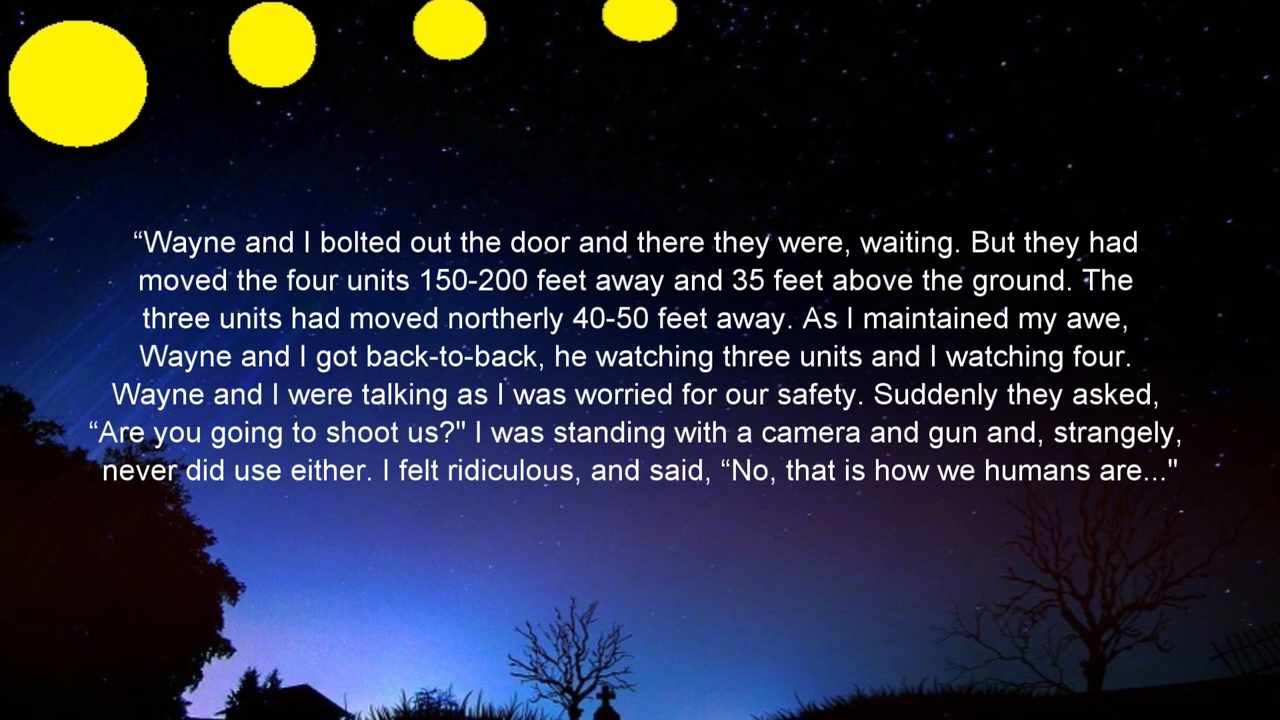 “Wayne and I bolted out the door and there they were, waiting. But they had
moved the four units 150-200 feet away and 35 feet above the ground. The
three units had moved northerly 40-50 feet away. As I maintained my awe,
Wayne and I got back-to-back, he watching three units and I watching four.
Wayne and I were talking as I was worried for our safety. Suddenly they asked,
“Are you going to shoot us?" I was standing with a camera and gun and, strangely,
never did use either. I felt ridiculous, and said, “No, that is how we humans are..."